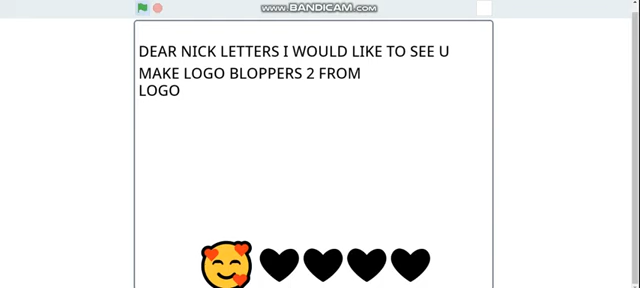 www.BANDICAM.com
DEAR NICK LETTERS I WOULD LIKE TO SEE U
MAKE LOGO BLOPPERS 2 FROM
LOGO